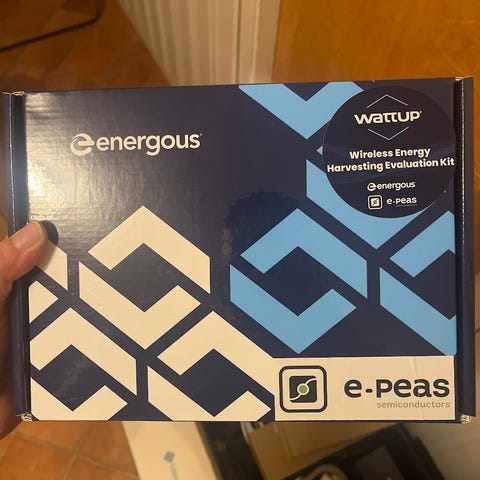 energous
WATTUP
Wireless Energy
Harvesting Evaluation Kit
energous
e-peas
e-peas
semiconductors